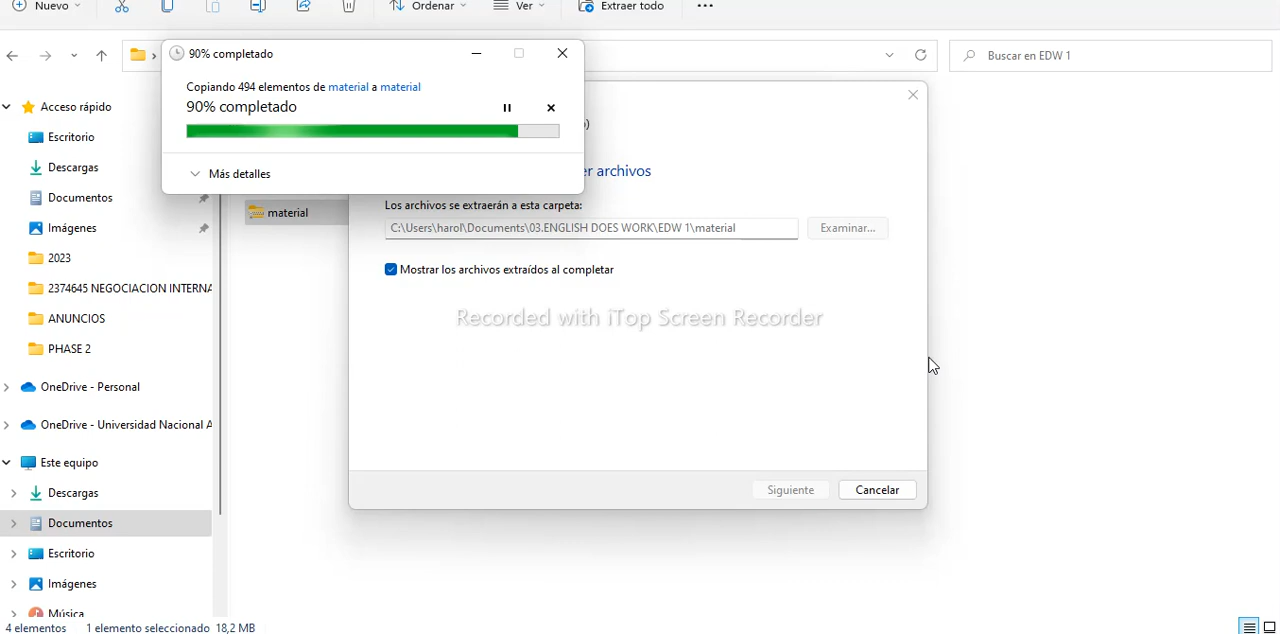 Nuevo
Ordenar
Ver
Extraer todo
Buscar en EDW 1
90% completado
Copiando 494 elementos de material a material
90% completado
Más detalles
er archivos
Los archivos se extraerán a esta carpeta:
C:\Users\harol\Documents\03.ENGLISH DOES WORK\EDW 1\material
Examinar...
Mostrar los archivos extraídos al completar
Recorded with iTop Screen Recorder
Siguiente
Cancelar
material
Acceso rápido
Escritorio
Descargas
Documentos
Imágenes
2023
2374645 NEGOCIACION INTERNA
ANUNCIOS
PHASE 2
OneDrive - Personal
OneDrive - Universidad Nacional A
Este equipo
Descargas
Documentos
Escritorio
Imágenes
Música
4 elementos
1 elemento seleccionado 18,2 MB